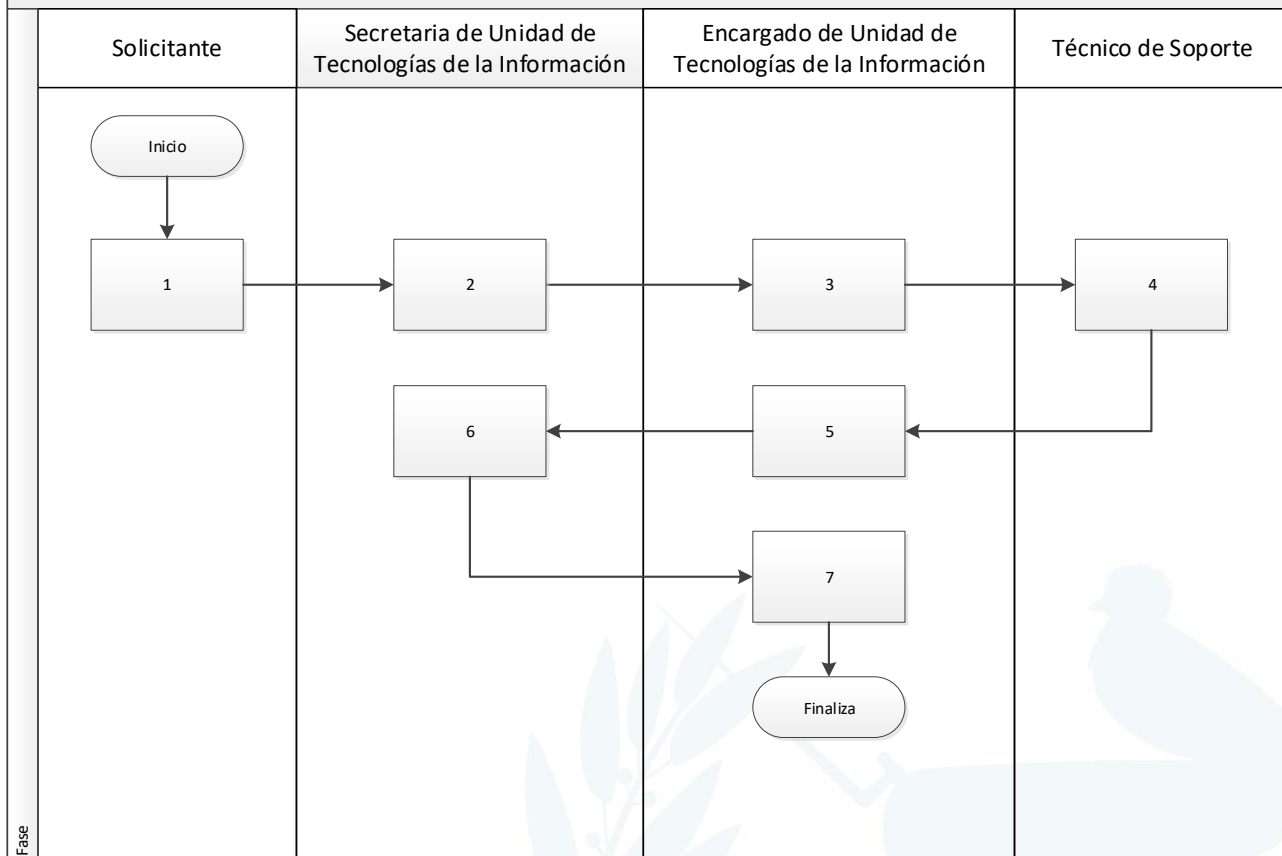 Solicitante
Secretaria de Unidad de
Tecnologías de la Información
Encargado de Unidad de
Tecnologías de la Información
Técnico de Soporte
Inicio
1
2
3
4
6
5
7
Finaliza
Fase